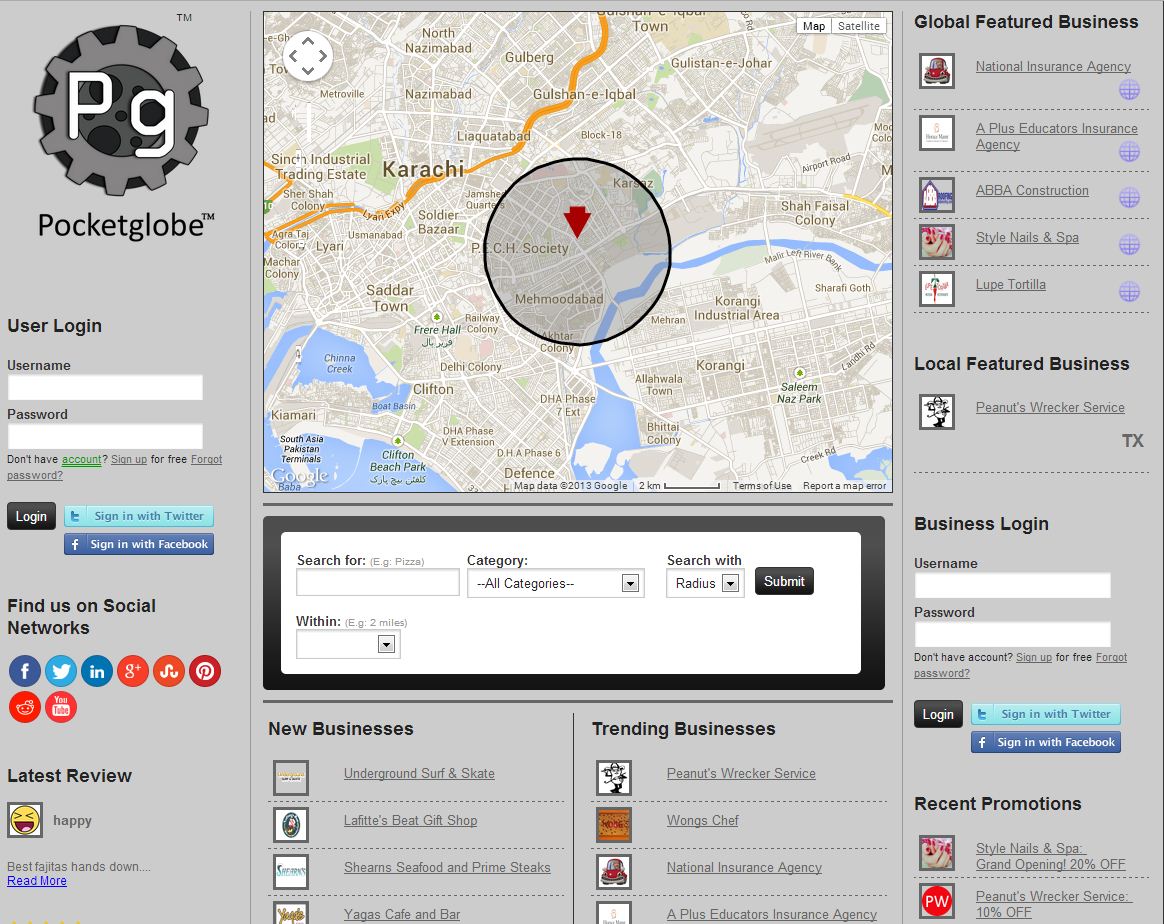 TM
Pg
Pocketglobe™
User Login
Username
Password
Don't have account? Sign up for free Forgot
password?
Login
Sign in with Twitter
Sign in with Facebook
Find us on Social
Networks
g+
in
You
Tube
Latest Review
happy
Best fajitas hands down....
Read More
Map
Satellite
North
Nazimabad
Town
Nazimabad
Gulberg
Gulistan-e-Johar
Metroville
Gulshan-e-Iqbal
Liaquatabad
Block-18
Sindh Industrial
Trading Estate
Karachi
Airport Road
Sher Shah
Colony
Jamshed
Quarters
Karsaz
Lyari Expy
Soldier
Bazaar
Shah Faisal
Colony
Agra Taj
Colony
Lyari
Usmanabad
P.E.C.H. Society
Machar
Colony
Malir River Bank
Saddar
Town
Mehmoodabad
Korangi
Industrial Area
Sharafi Goth
Frere Hall
فریر ہال
Railway
Colony
Akhtar
Colony
Mehran
Chinna
Creek
Delhi Colony
Korangi
Landhi Rd
Clifton
Allahwala
Town
Saleem
Naz Park
Boat Basin
DHA Phase
7 Ext
Kiamari
South Asia
Pakistan
Terminals
DHA Phase
V Extension
D.H.A Phase 6
Bhittai
Colony
Clifton
Beach Park
کلفٹن بیچ پارک
Creek Rd
Defence
Google
Baba
Map data ©2013 Google
2 km
Terms of Use
Report a map error
Search for: (E.g: Pizza)
Category:
Search with
--All Categories--
Radius
Submit
Within: (E.g: 2 miles)
New Businesses
Underground Surf & Skate
Lafitte's Beat Gift Shop
Shearns Seafood and Prime Steaks
Yagas Cafe and Bar
Trending Businesses
Peanut's Wrecker Service
Wongs Chef
National Insurance Agency
A Plus Educators Insurance
Global Featured Business
National Insurance Agency
A Plus Educators Insurance
Agency
ABBA Construction
Style Nails & Spa
Lupe Tortilla
Local Featured Business
Peanut's Wrecker Service
TX
Business Login
Username
Password
Don't have account? Sign up for free Forgot
password?
Login
Sign in with Twitter
Sign in with Facebook
Recent Promotions
Style Nails & Spa:
Grand Opening! 20% OFF
PW
Peanut's Wrecker Service:
10% OFF